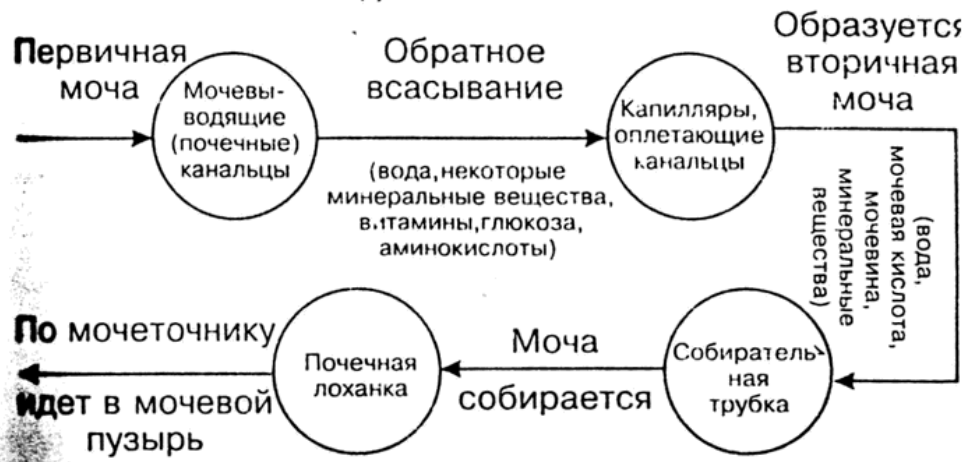 Первичная
моча
Мочевы-
водящие
(почечные)
канальцы
Обратное
всасывание
(вода, некоторые
минеральные вещества,
витамины, глюкоза,
аминокислоты)
Капилляры,
оплетающие
канальцы
Образуется
вторичная
моча
(вода,
мочевая кислота,
мочевина,
минеральные
вещества)
Собиратель-
ная
трубка
Моча
собирается
Почечная
лоханка
По мочеточнику
идет в мочевой
пузырь